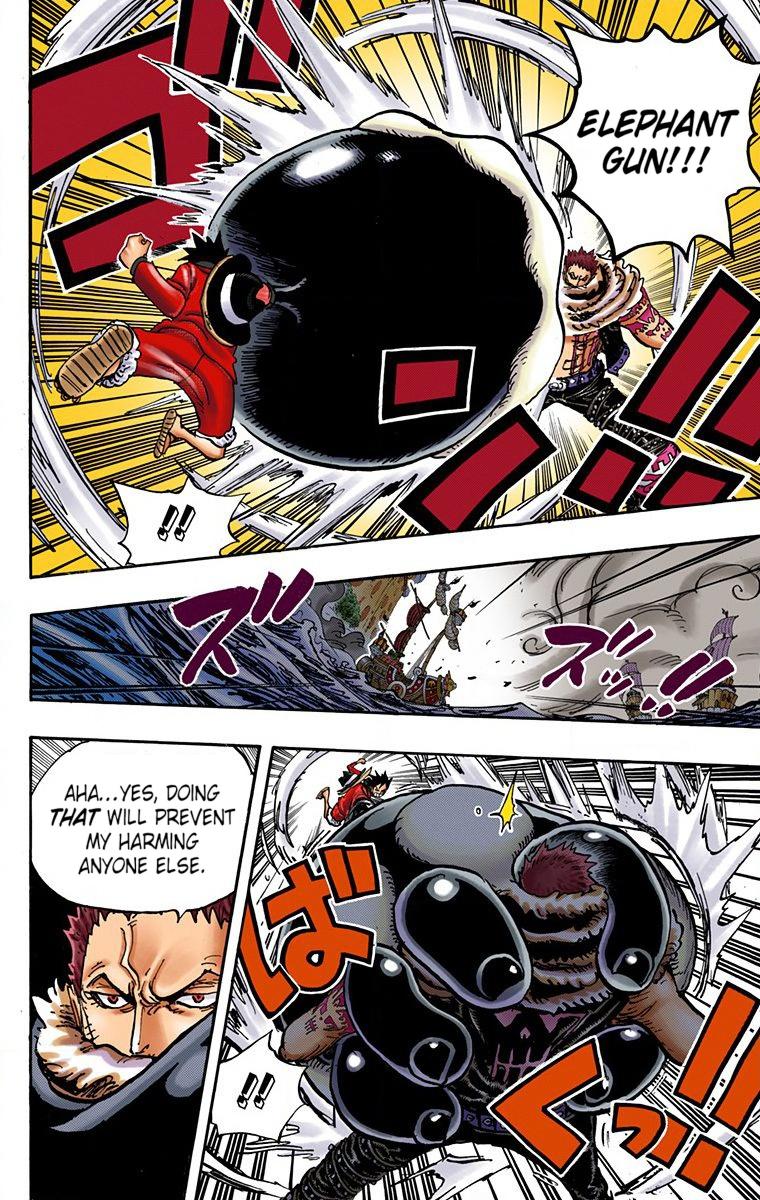 ELEPHANT
GUN!!!
!!
ズズッ!!
AHA...YES, DOING
THAT WILL PREVENT
MY HARMING
ANYONE ELSE.
ばくっ!!
!!